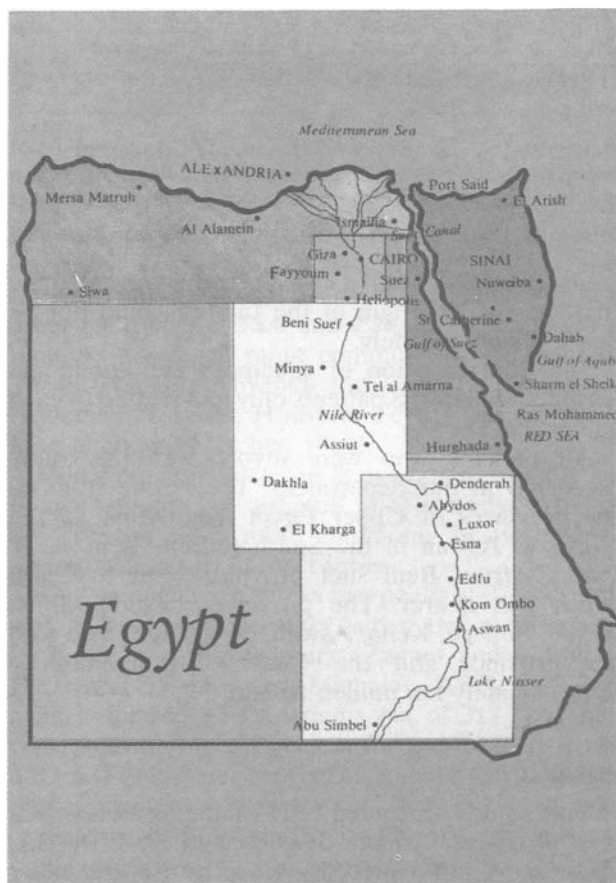 Mediterranean Sea
ALEXANDRIA
Port Said
Mersa Matruh
El Arish
Al Alamein
Ismailia
Suez Canal
Giza
CAIRO
SINAI
Fayyoum
Suez
Nuweiba
Siwa
Heliopolis
St. Catherine
Beni Suef
Dahab
Gulf of Suez
Gulf of Aqaba
Minya
Tel al Amarna
Sharm el Sheik
Nile River
Ras Mohammed
RED SEA
Assiut
Hurghada
Dakhla
Denderah
Abydos
Luxor
El Kharga
Esna
Edfu
Egypt
Kom Ombo
Aswan
Lake Nasser
Abu Simbel